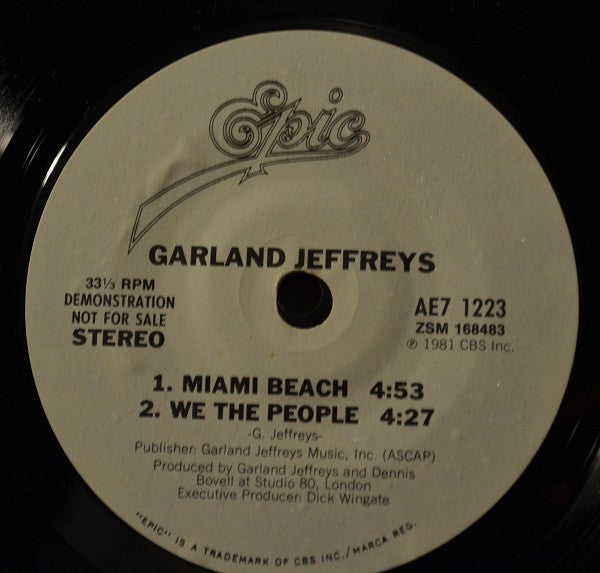 Epic
GARLAND JEFFREYS
33⅓ RPM
DEMONSTRATION
NOT FOR SALE
STEREO
AE7 1223
ZSM 168483
℗ 1981 CBS Inc.
1. MIAMI BEACH 4:53
2. WE THE PEOPLE 4:27
-G. Jeffreys-
Publisher: Garland Jeffreys Music, Inc. (ASCAP)
Produced by Garland Jeffreys and Dennis
Bovell at Studio 80, London
Executive Producer: Dick Wingate
"EPIC" IS A TRADEMARK OF CBS INC./MARCA REG.